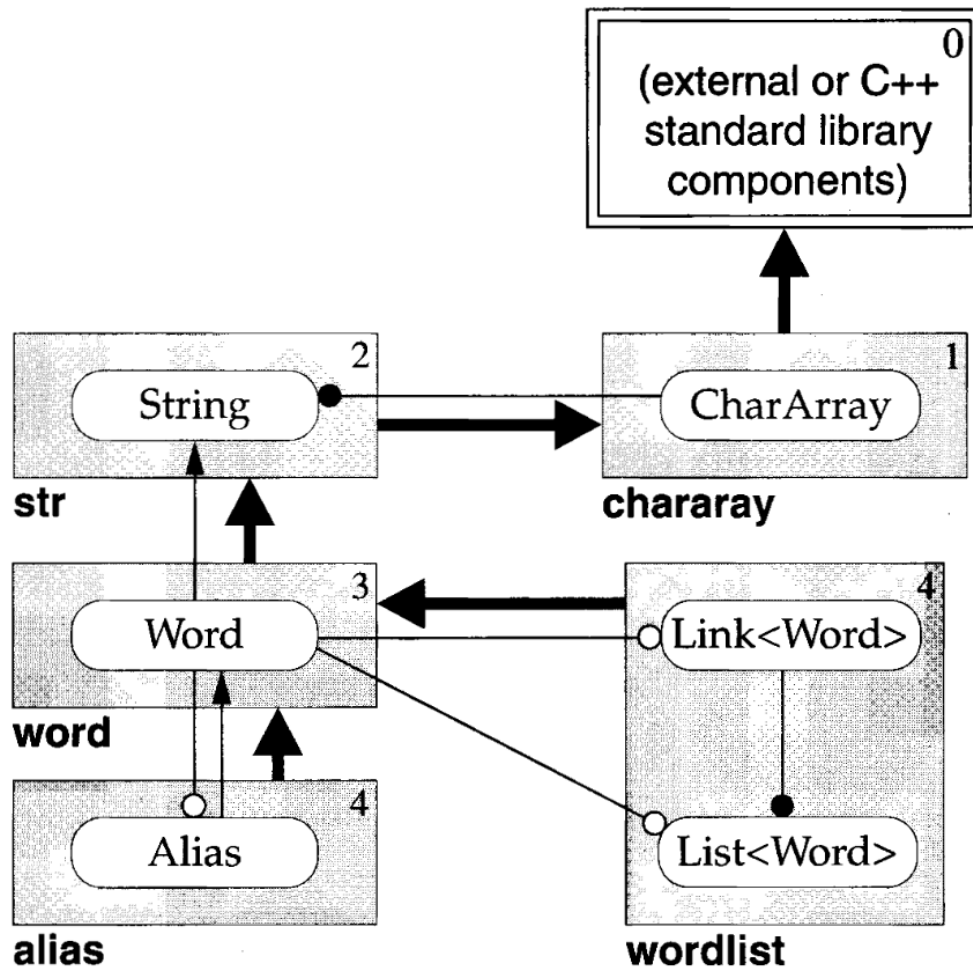 0
(external or C++
standard library
components)
2
String
str
1
CharArray
chararay
3
Word
word
4
Link<Word>
List<Word>
wordlist
4
Alias
alias